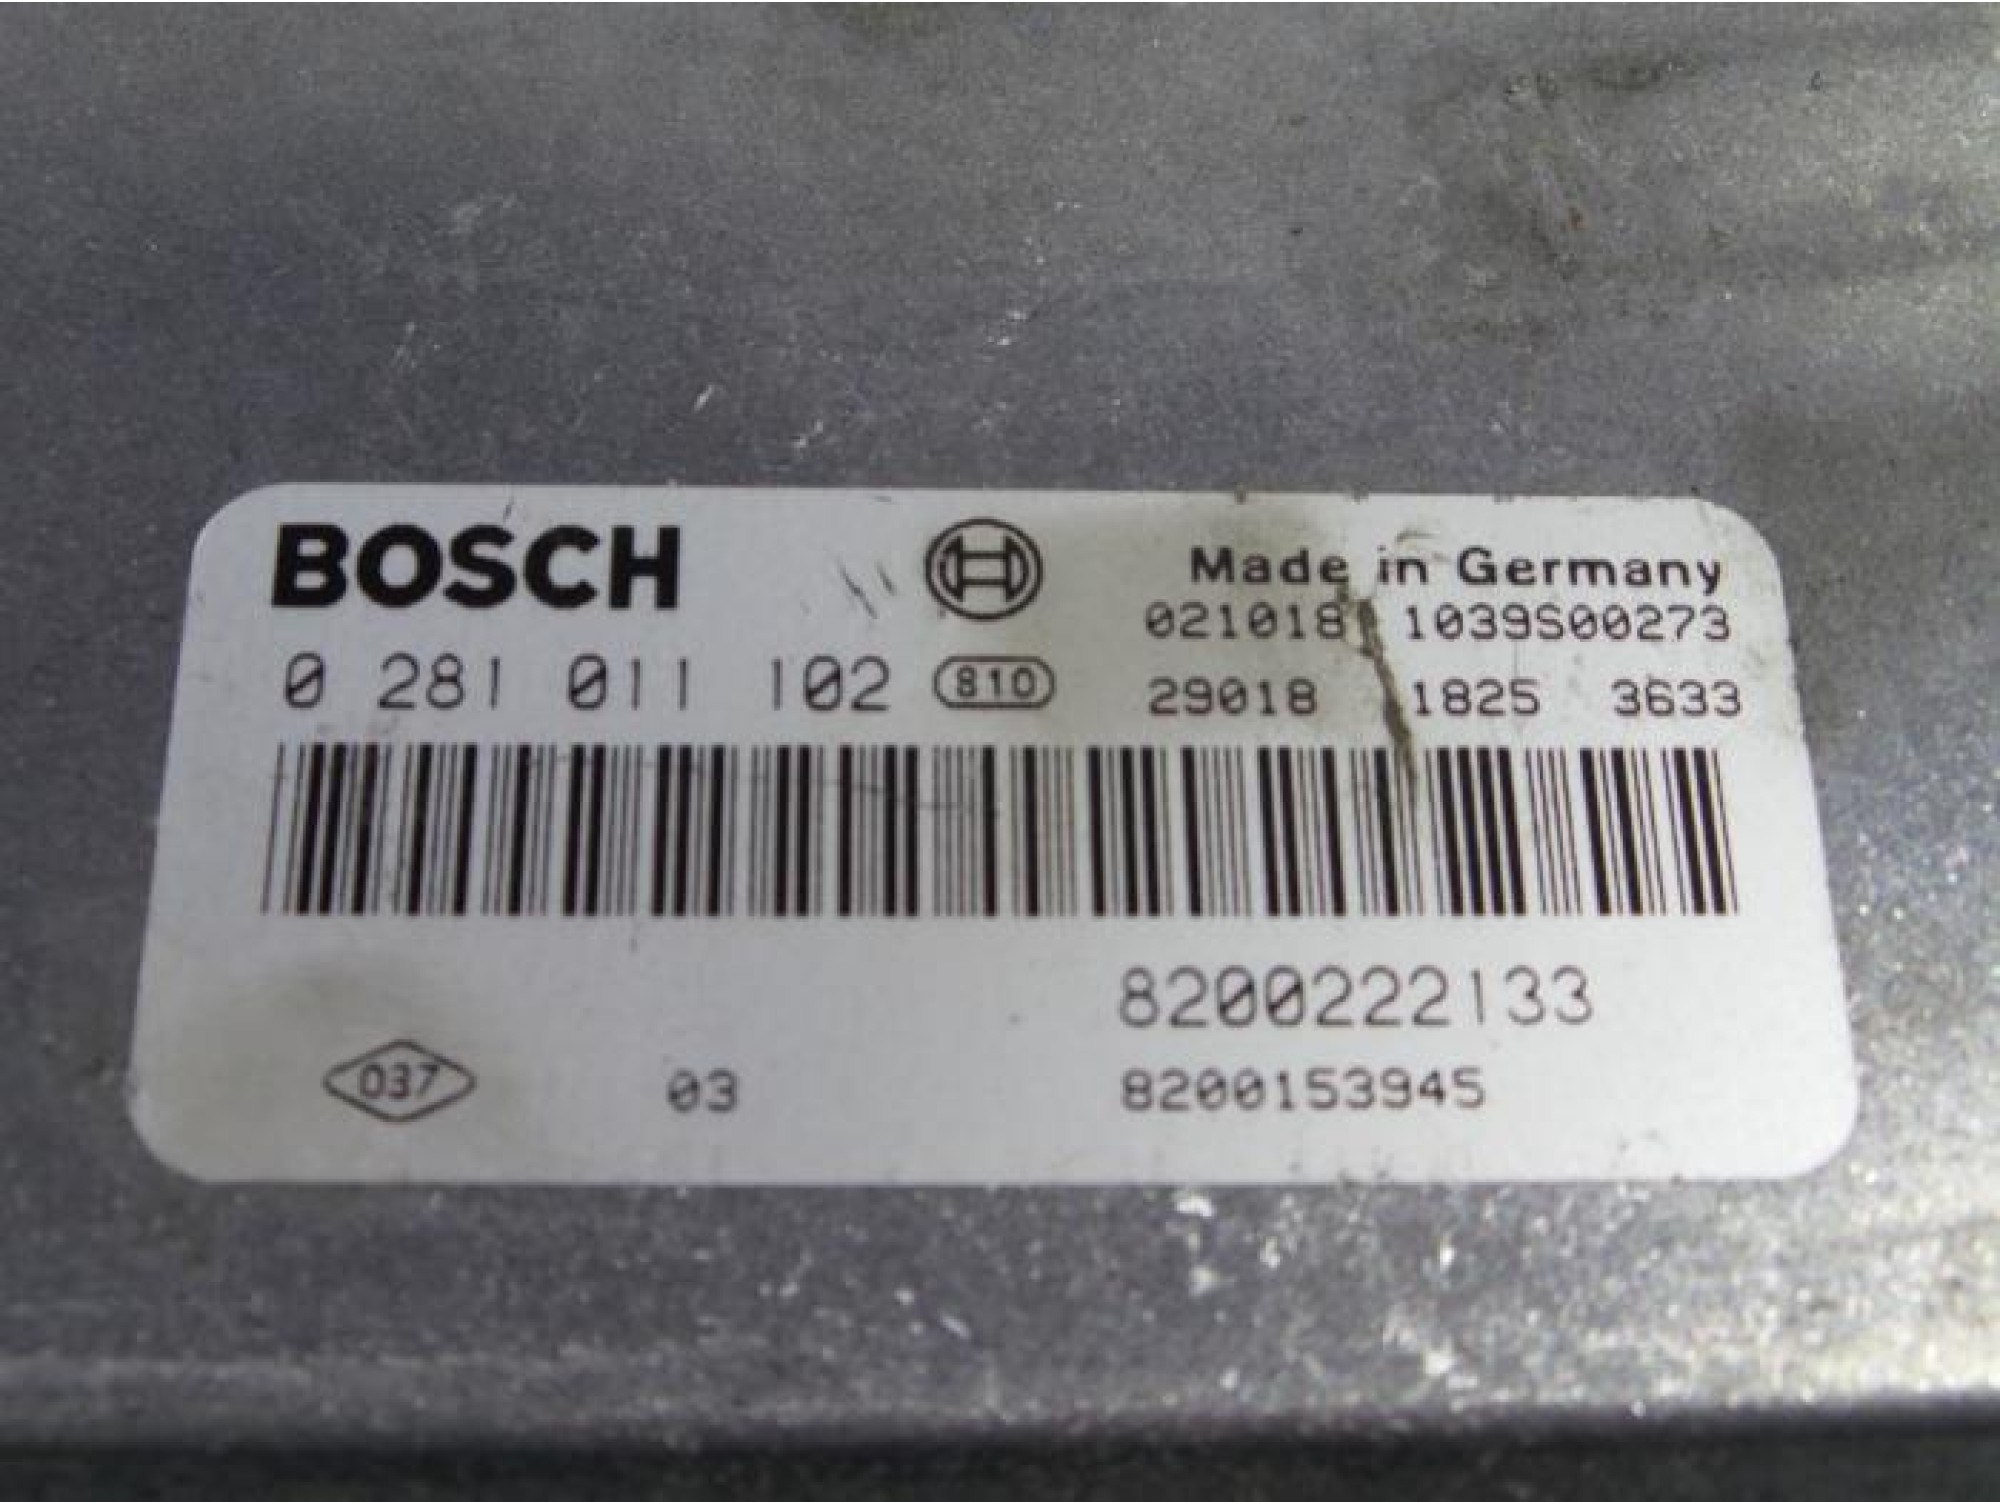 BOSCH
Made in Germany
021018 1039S00273
0 281 011 102 810 29018 1825 3633
8200222133
037 03 8200153945